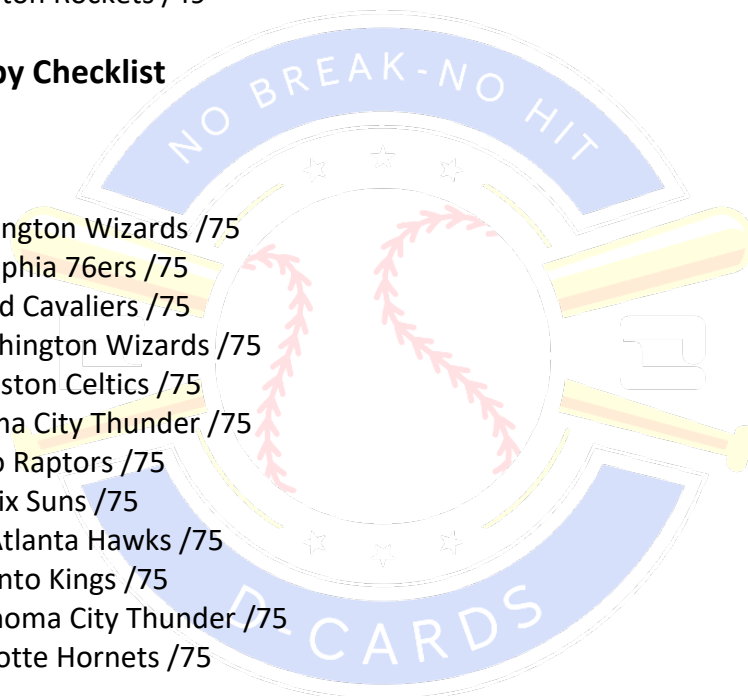 ton Rockets /49
by Checklist
NO BREAK-NO HIT
ngton Wizards /75
phia 76ers /75
d Cavaliers /75
hington Wizards /75
ston Celtics /75
ma City Thunder /75
o Raptors /75
ix Suns /75
Atlanta Hawks /75
nto Kings /75
homa City Thunder /75
otte Hornets /75
D-CARDS